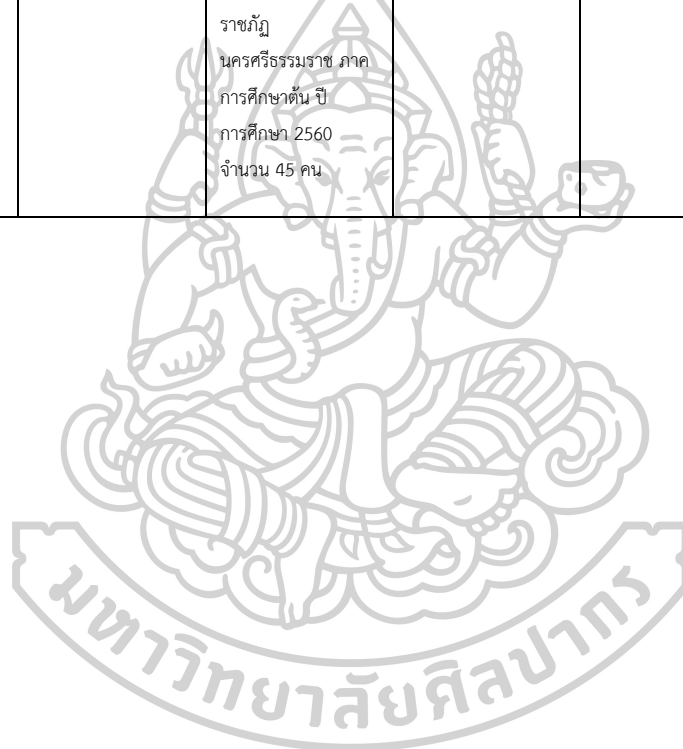 ราชภัฏ
นครศรีธรรมราช ภาค
การศึกษาต้น ปี
การศึกษา 2560
จำนวน 45 คน
มหาวิทยาลัยศิลปากร